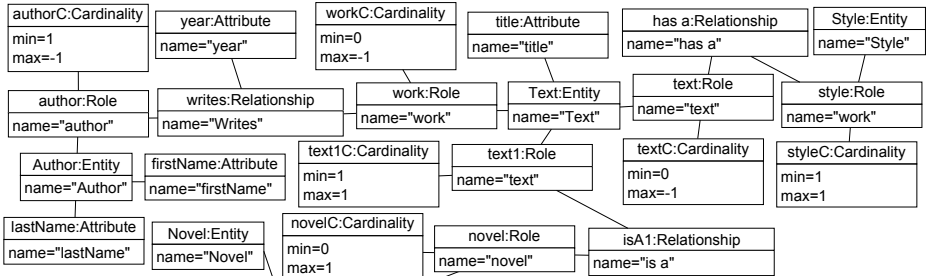 authorC:Cardinality
min=1
max=-1
year:Attribute
name="year"
workC:Cardinality
min=0
max=-1
title:Attribute
name="title"
has a:Relationship
name="has a"
Style:Entity
name="Style"
author:Role
name="author"
writes:Relationship
name="Writes"
work:Role
name="work"
Text:Entity
name="Text"
text:Role
name="text"
style:Role
name="work"
Author:Entity
name="Author"
firstName:Attribute
name="firstName"
text1C:Cardinality
min=1
max=1
text1:Role
name="text"
textC:Cardinality
min=0
max=-1
styleC:Cardinality
min=1
max=1
lastName:Attribute
name="lastName"
Novel:Entity
name="Novel"
novelC:Cardinality
min=0
max=1
novel:Role
name="novel"
isA1:Relationship
name="is a"